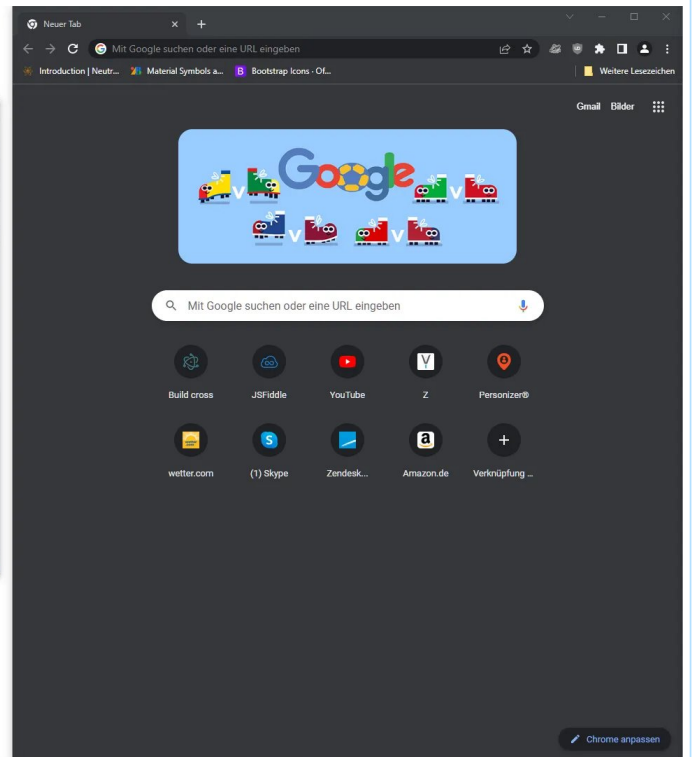 Neuer Tab
Mit Google suchen oder eine URL eingeben
Introduction | Neutr... Material Symbols a... B Bootstrap Icons · Of... Weitere Lesezeichen
Gmail Bilder
Google
v v
v v
Mit Google suchen oder eine URL eingeben
Build cross JSFiddle YouTube Z Personizer®
wetter.com (1) Skype Zendesk... Amazon.de Verknüpfung ...
Chrome anpassen